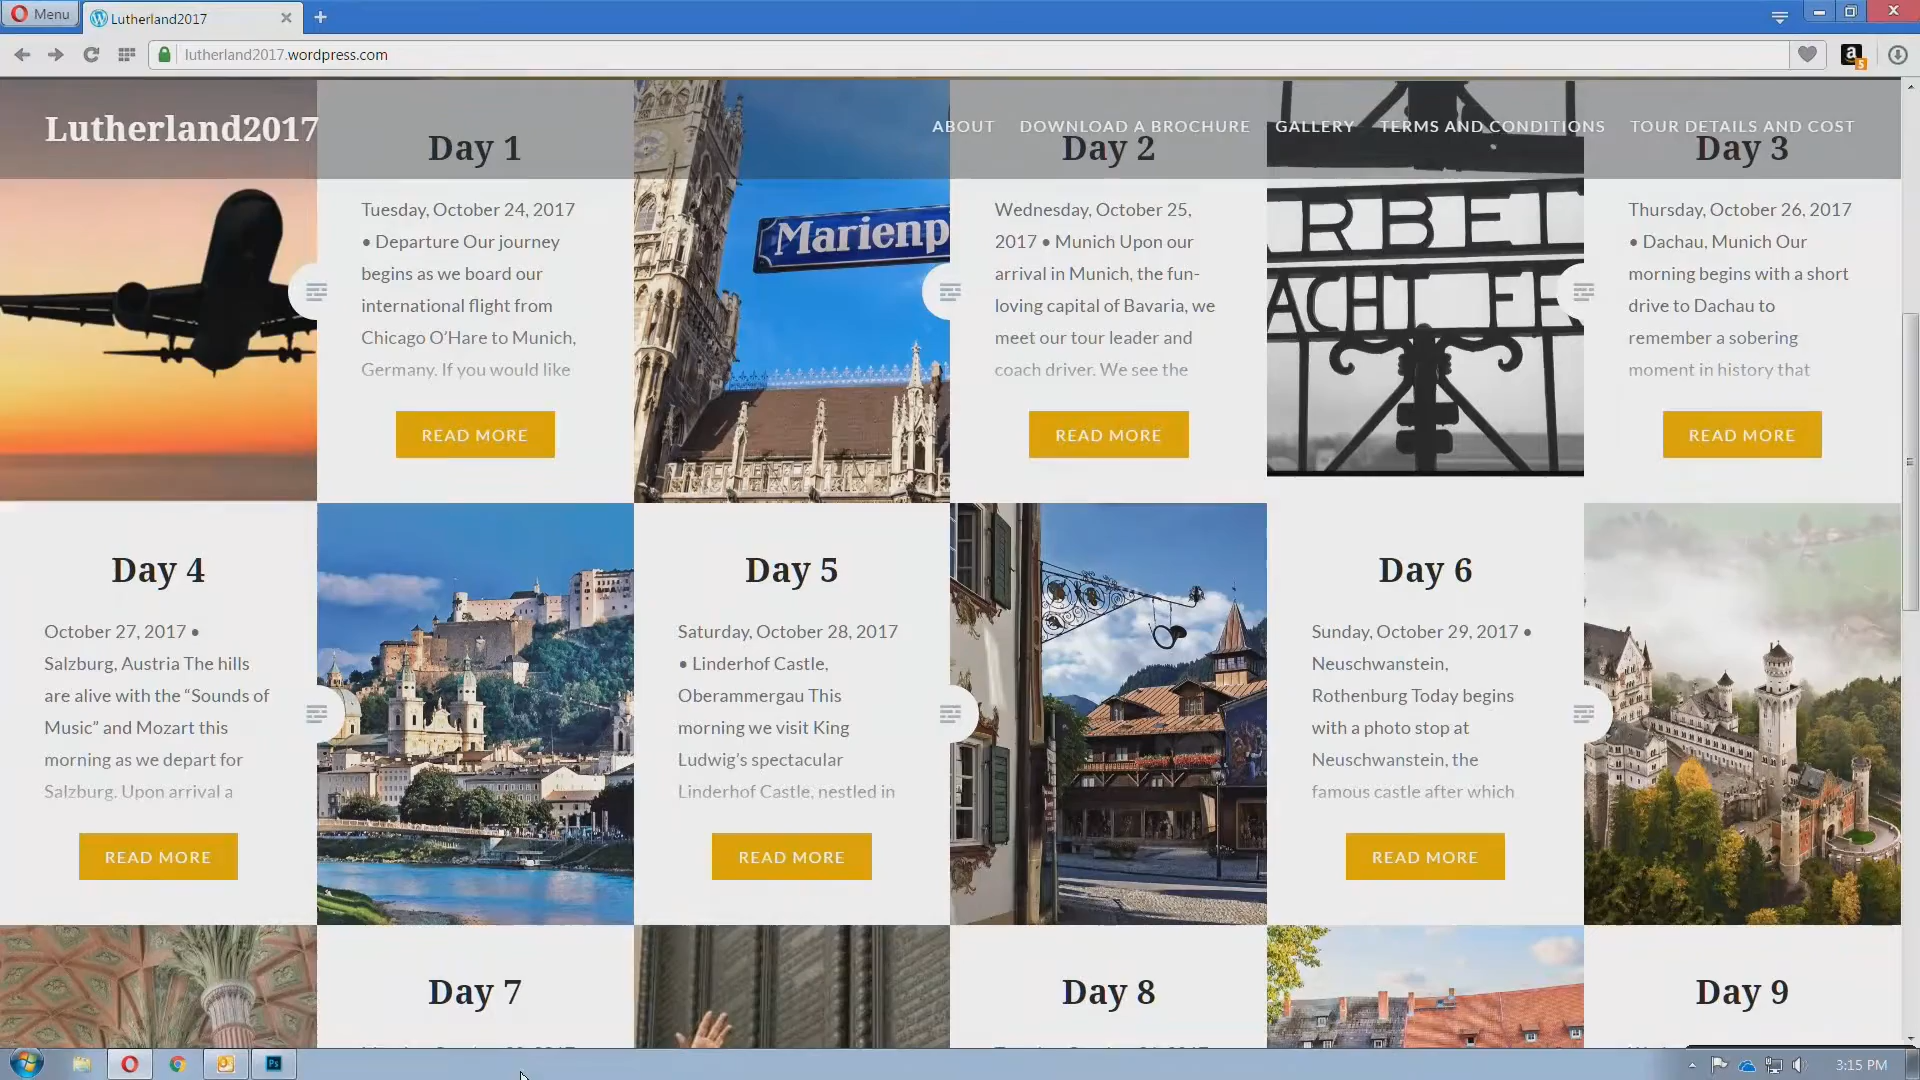 Menu
Lutherland2017
lutherland2017.wordpress.com
Lutherland2017
ABOUT
DOWNLOAD A BROCHURE
GALLERY
TERMS AND CONDITIONS
TOUR DETAILS AND COST
Day 1
Tuesday, October 24, 2017
• Departure Our journey
begins as we board our
international flight from
Chicago O’Hare to Munich,
Germany. If you would like
READ MORE
Marienp
Day 2
Wednesday, October 25,
2017 • Munich Upon our
arrival in Munich, the fun-
loving capital of Bavaria, we
meet our tour leader and
coach driver. We see the
READ MORE
RBEI
ACHT FR
Day 3
Thursday, October 26, 2017
• Dachau, Munich Our
morning begins with a short
drive to Dachau to
remember a sobering
moment in history that
READ MORE
Day 4
October 27, 2017 •
Salzburg, Austria The hills
are alive with the “Sounds of
Music” and Mozart this
morning as we depart for
Salzburg. Upon arrival a
READ MORE
Day 5
Saturday, October 28, 2017
• Linderhof Castle,
Oberammergau This
morning we visit King
Ludwig’s spectacular
Linderhof Castle, nestled in
READ MORE
Day 6
Sunday, October 29, 2017 •
Neuschwanstein,
Rothenburg Today begins
with a photo stop at
Neuschwanstein, the
famous castle after which
READ MORE
Day 7
Day 8
Day 9
Ps
3:15 PM